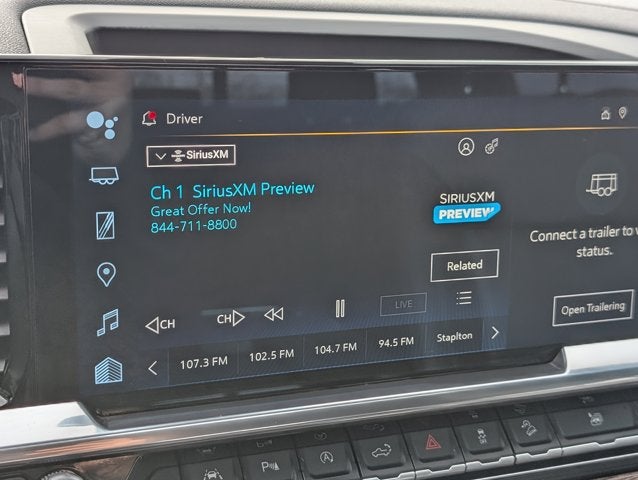 Driver
SiriusXM
Ch 1 SiriusXM Preview
Great Offer Now!
844-711-8800
SIRIUSXM
PREVIEW
Related
Connect a trailer to
status.
Open Trailering
CH
CH
LIVE
107.3 FM
102.5 FM
104.7 FM
94.5 FM
Staplton
P
A